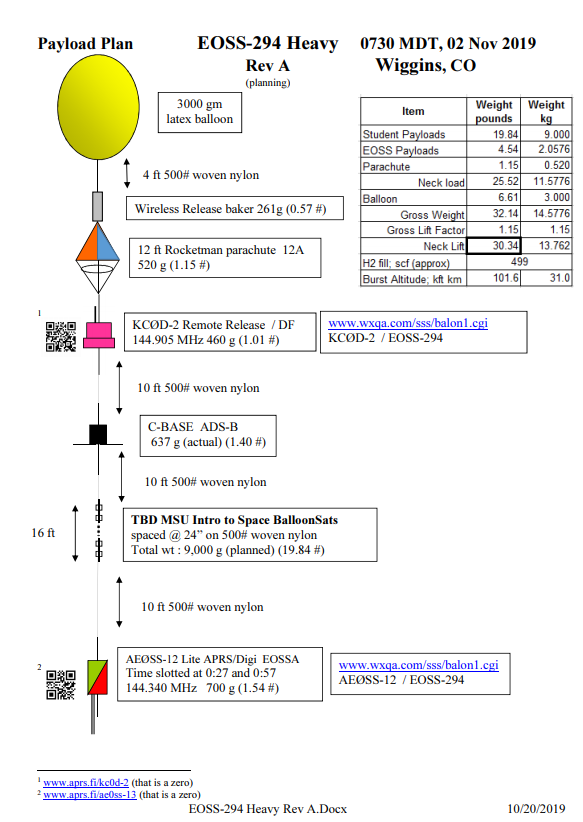 Payload Plan EOSS-294 Heavy 0730 MDT, 02 Nov 2019
Rev A Wiggins, CO
(planning)
3000 gm
latex balloon
Item Weight pounds Weight kg
Student Payloads 19.84 9.000
EOSS Payloads 4.54 2.0576
Parachute 1.15 0.520
Neck load 25.52 11.5776
Balloon 6.61 3.000
Gross Weight 32.14 14.5776
Gross Lift Factor 1.15 1.15
Neck Lift 30.34 13.762
H2 fill; scf (approx) 499
Burst Altitude; kft km 101.6 31.0
4 ft 500# woven nylon
Wireless Release baker 261g (0.57 #)
12 ft Rocketman parachute 12A
520 g (1.15 #)
1
KCØD-2 Remote Release / DF
144.905 MHz 460 g (1.01 #)
www.wxqa.com/sss/balon1.cgi
KCØD-2 / EOSS-294
10 ft 500# woven nylon
C-BASE ADS-B
637 g (actual) (1.40 #)
10 ft 500# woven nylon
16 ft
TBD MSU Intro to Space BalloonSats
spaced @ 24” on 500# woven nylon
Total wt : 9,000 g (planned) (19.84 #)
10 ft 500# woven nylon
2
AEØSS-12 Lite APRS/Digi EOSSA
Time slotted at 0:27 and 0:57
144.340 MHz 700 g (1.54 #)
www.wxqa.com/sss/balon1.cgi
AEØSS-12 / EOSS-294
1 www.aprs.fi/kc0d-2 (that is a zero)
2 www.aprs.fi/ae0ss-13 (that is a zero)
EOSS-294 Heavy Rev A.Docx 10/20/2019